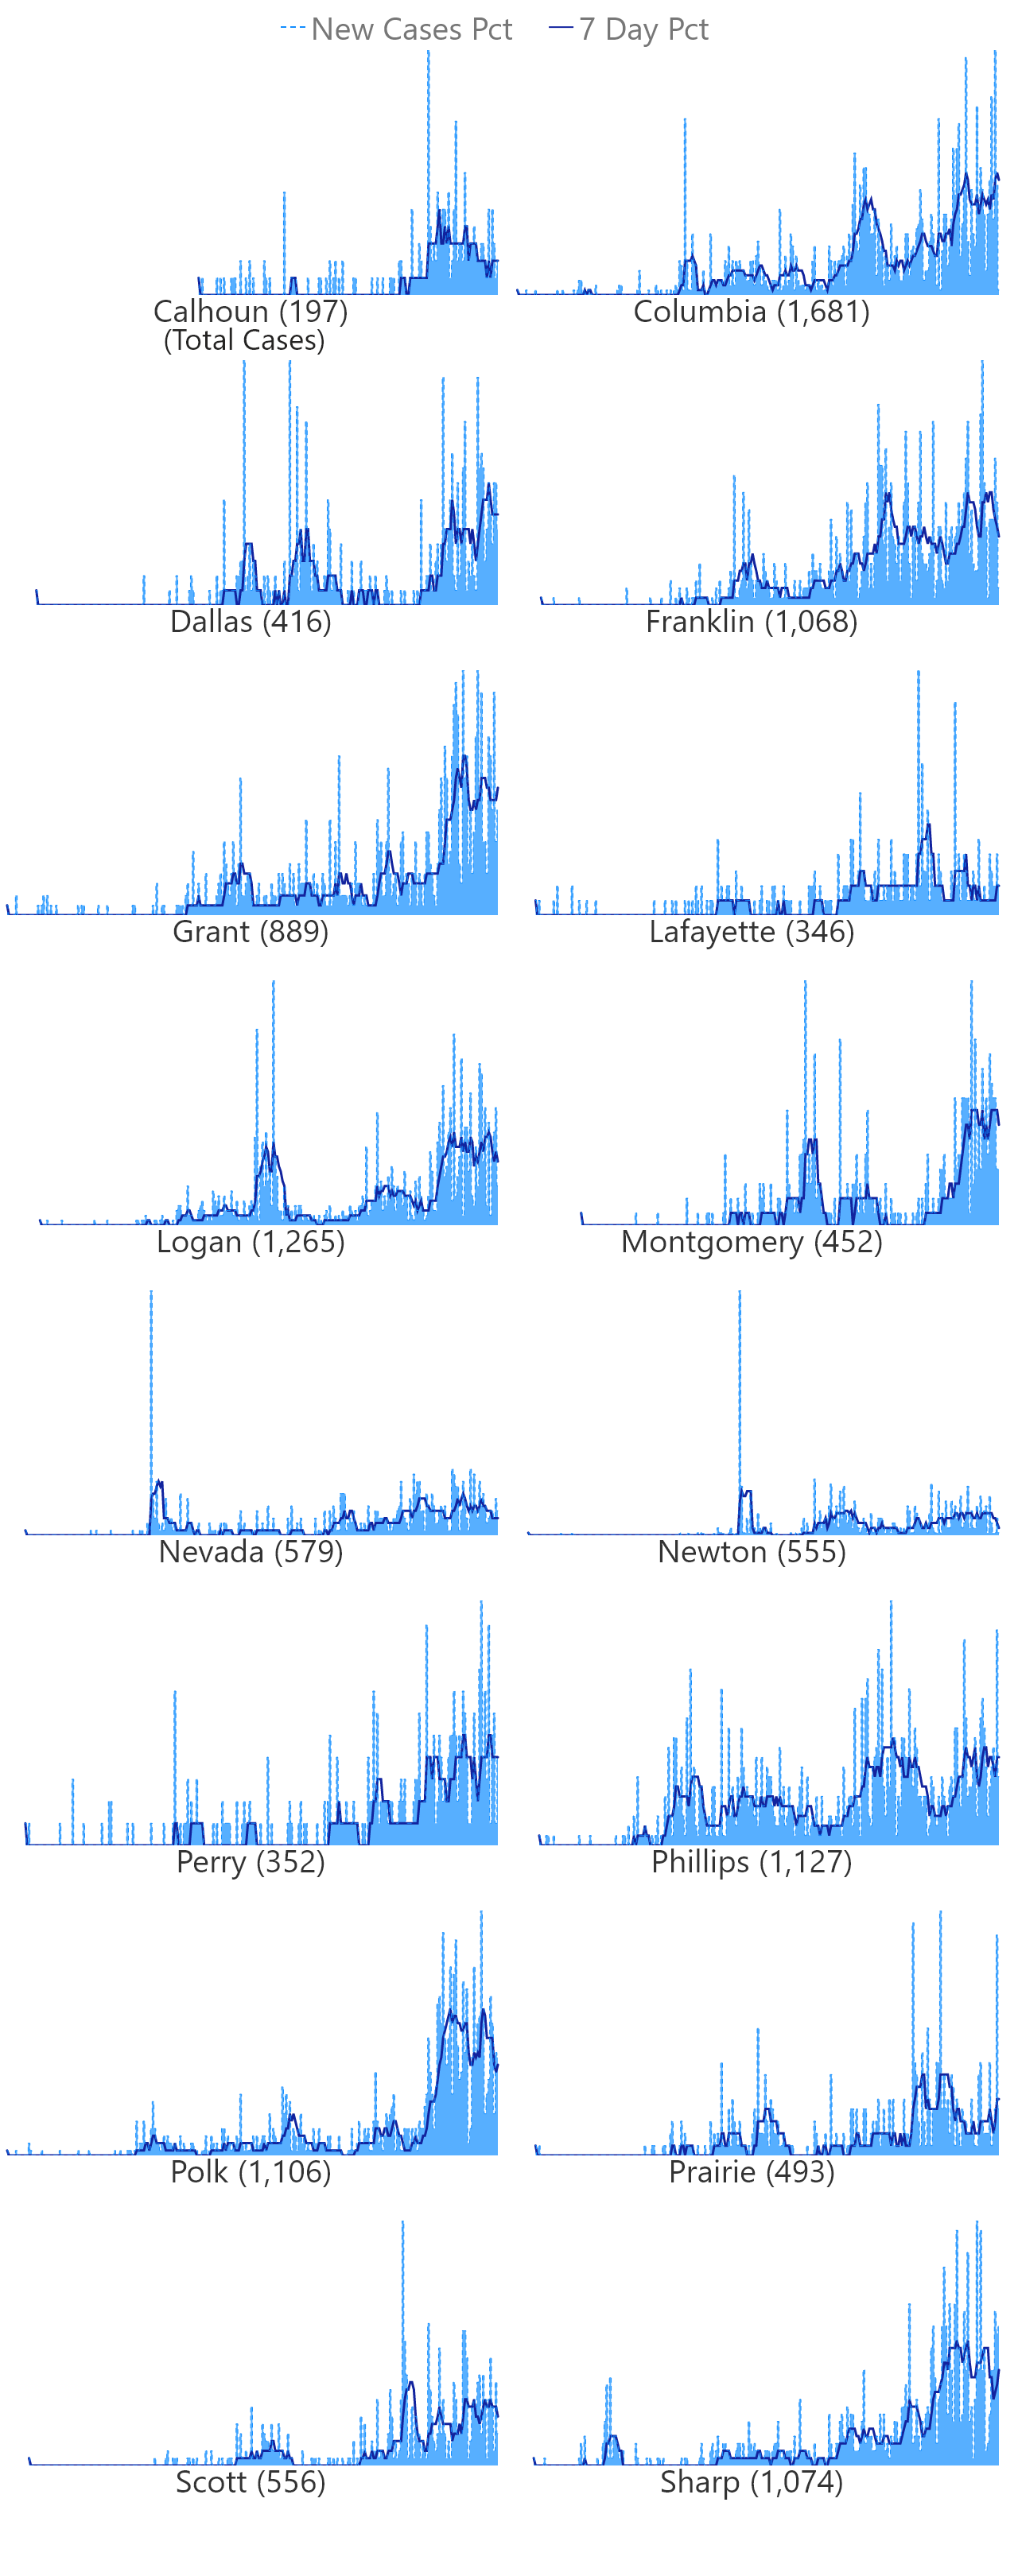 New Cases Pct 7 Day Pct
Calhoun (197) Columbia (1,681)
(Total Cases)
Dallas (416) Franklin (1,068)
Grant (889) Lafayette (346)
Logan (1,265) Montgomery (452)
Nevada (579) Newton (555)
Perry (352) Phillips (1,127)
Polk (1,106) Prairie (493)
Scott (556) Sharp (1,074)